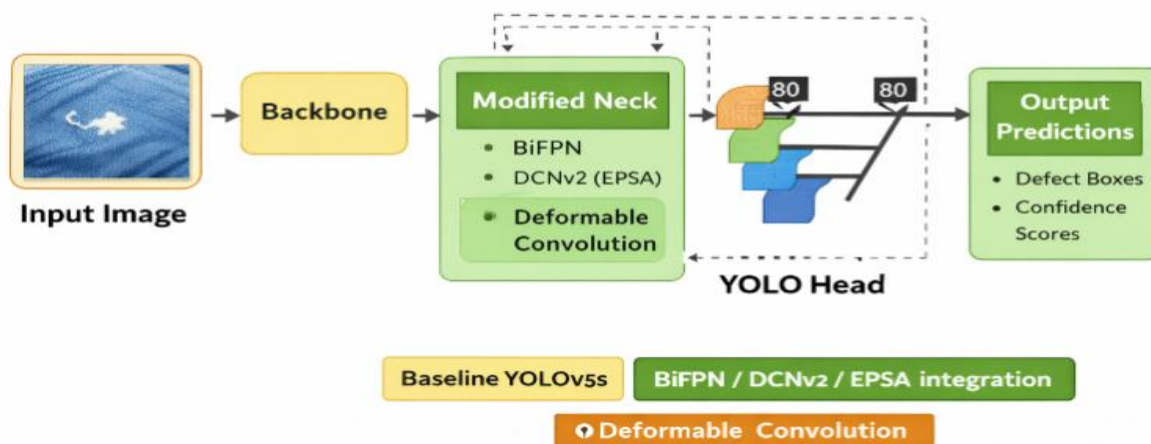 Input Image
Backbone
Modified Neck
• BiFPN
• DCNv2 (EPSA)
• Deformable
Convolution
80
80
YOLO Head
Output
Predictions
• Defect Boxes
• Confidence
Scores
Baseline YOLOv5s
BiFPN / DCNv2 / EPSA integration
Deformable Convolution